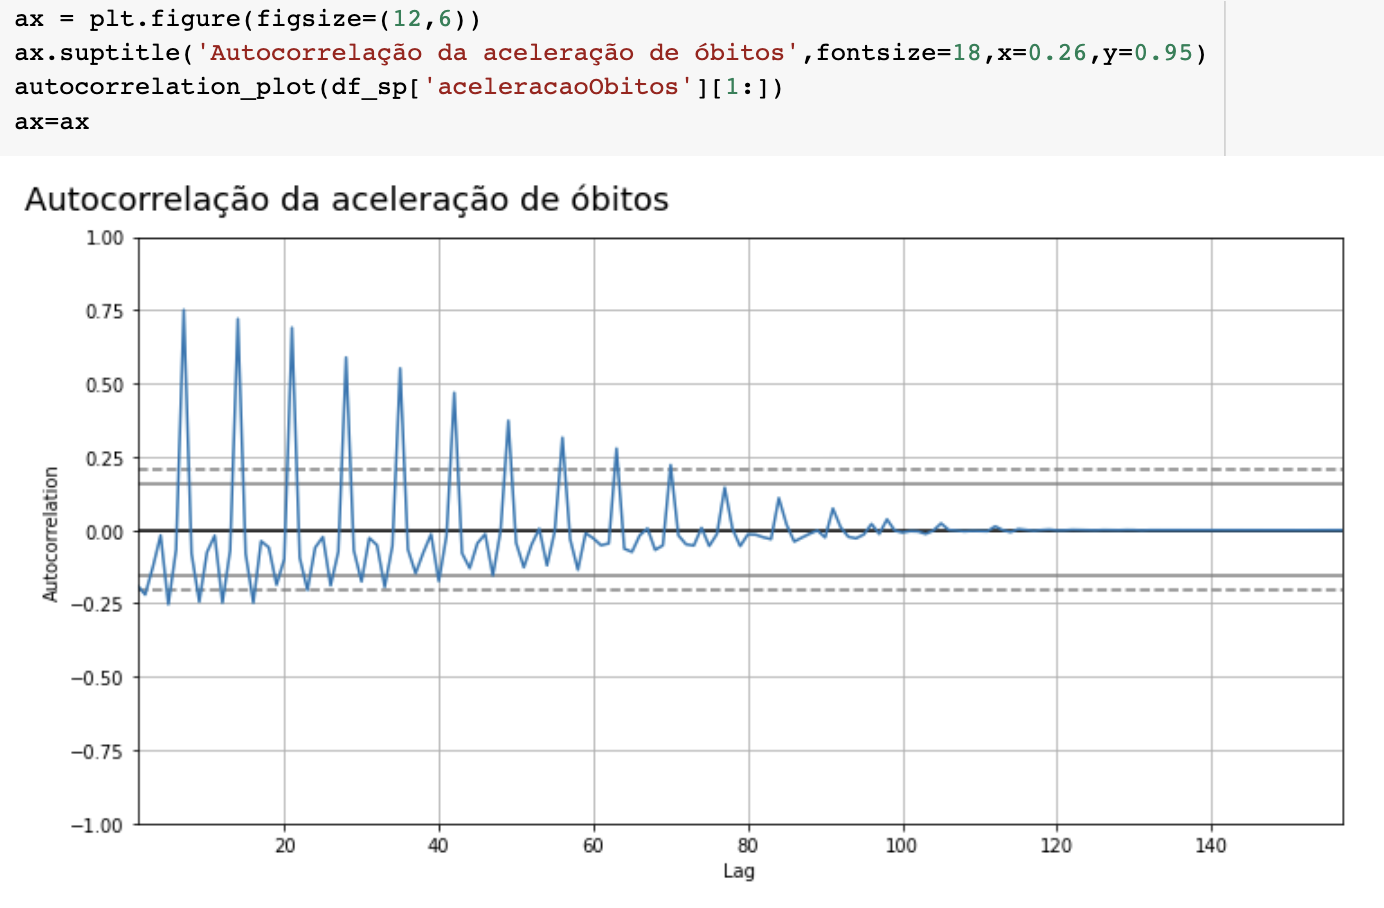 ax = plt.figure(figsize=(12,6))
ax.suptitle('Autocorrelação da aceleração de óbitos',fontsize=18,x=0.26,y=0.95)
autocorrelation_plot(df_sp['aceleracaoObitos'][1:])
ax=ax
Autocorrelação da aceleração de óbitos
1.00
0.75
0.50
0.25
0.00
−0.25
−0.50
−0.75
−1.00
Autocorrelation
20 40 60 80 100 120 140
Lag